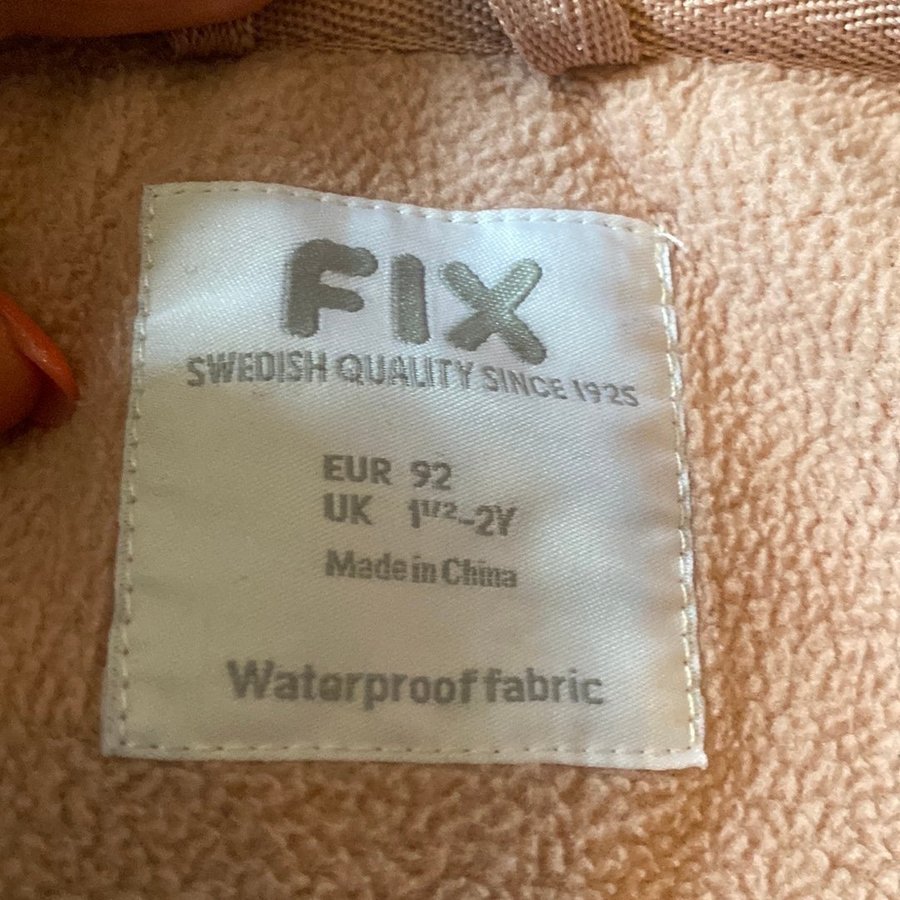 FIX
SWEDISH QUALITY SINCE 1925
EUR 92
UK 1½-2Y
Made in China
Waterproof fabric